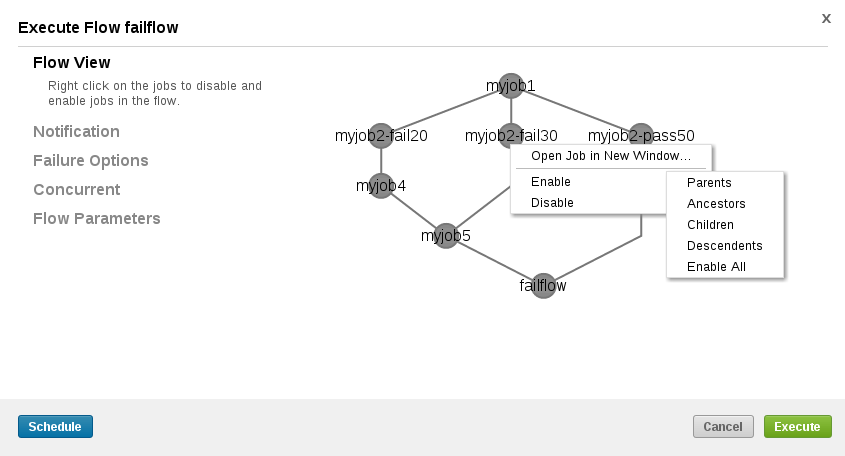 Execute Flow failflow
x
Flow View
Right click on the jobs to disable and
enable jobs in the flow.
Notification
Failure Options
Concurrent
Flow Parameters
myjob1
myjob2-fail20
myjob2-fail30
myjob2-pass50
myjob4
myjob5
failflow
Open Job in New Window...
Enable
Disable
Parents
Ancestors
Children
Descendents
Enable All
Schedule
Cancel
Execute